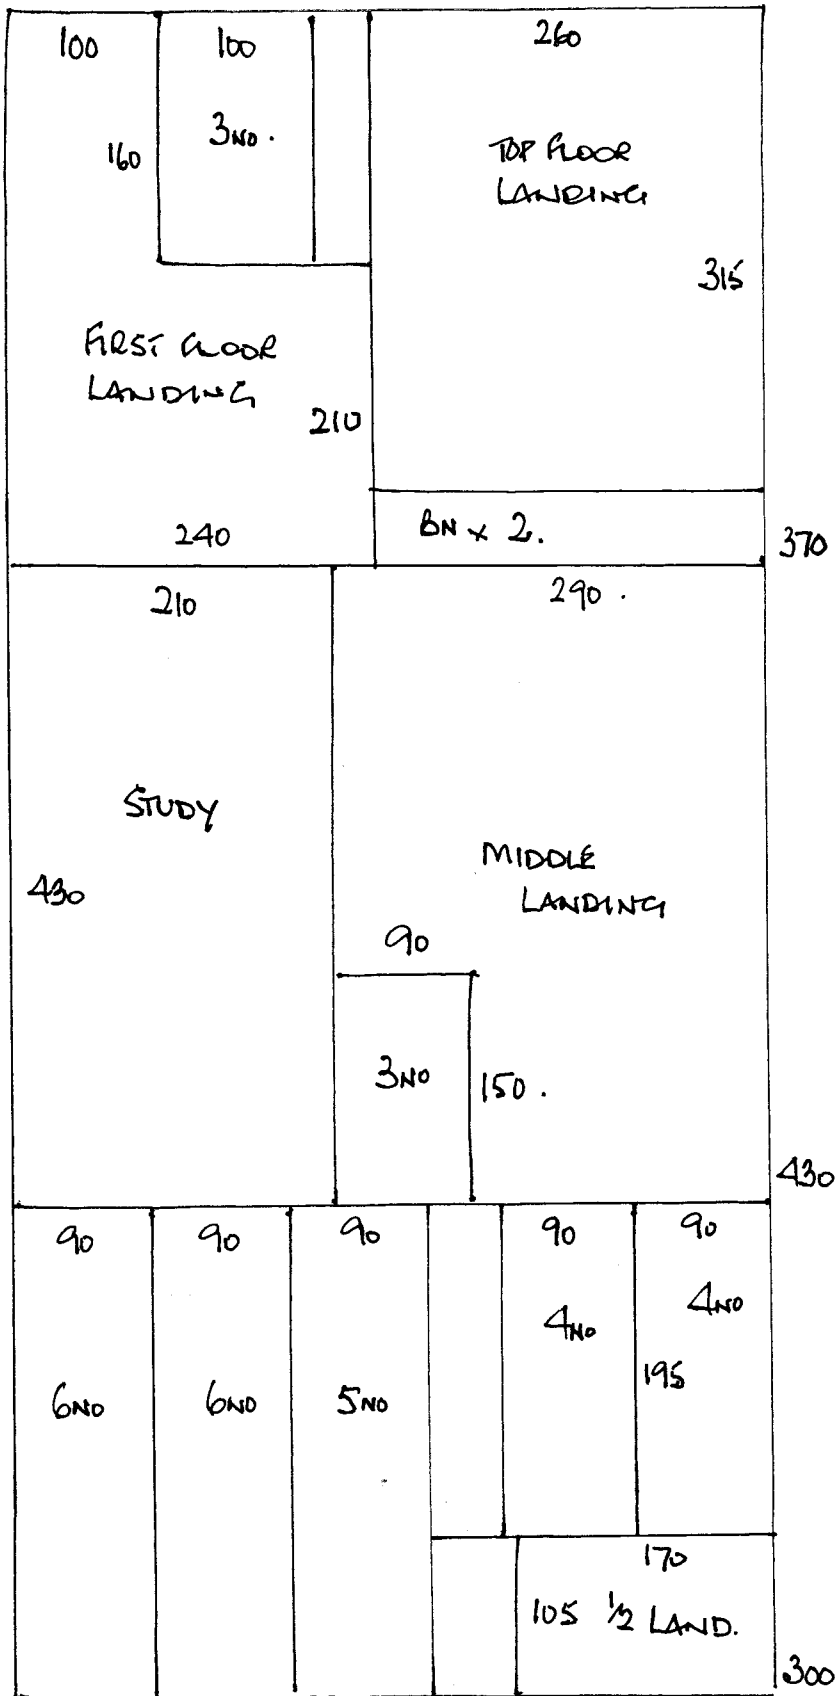 100
100
260
160
3NO.
TOP FLOOR
LANDING
315
FIRST FLOOR
LANDING
210
240
BN x 2.
370
210
290.
STUDY
MIDDLE
LANDING
430
90
3NO
150.
430
90
90
90
90
90
4NO
4NO
195
6NO
6NO
5NO
170
105 ½ LAND.
300